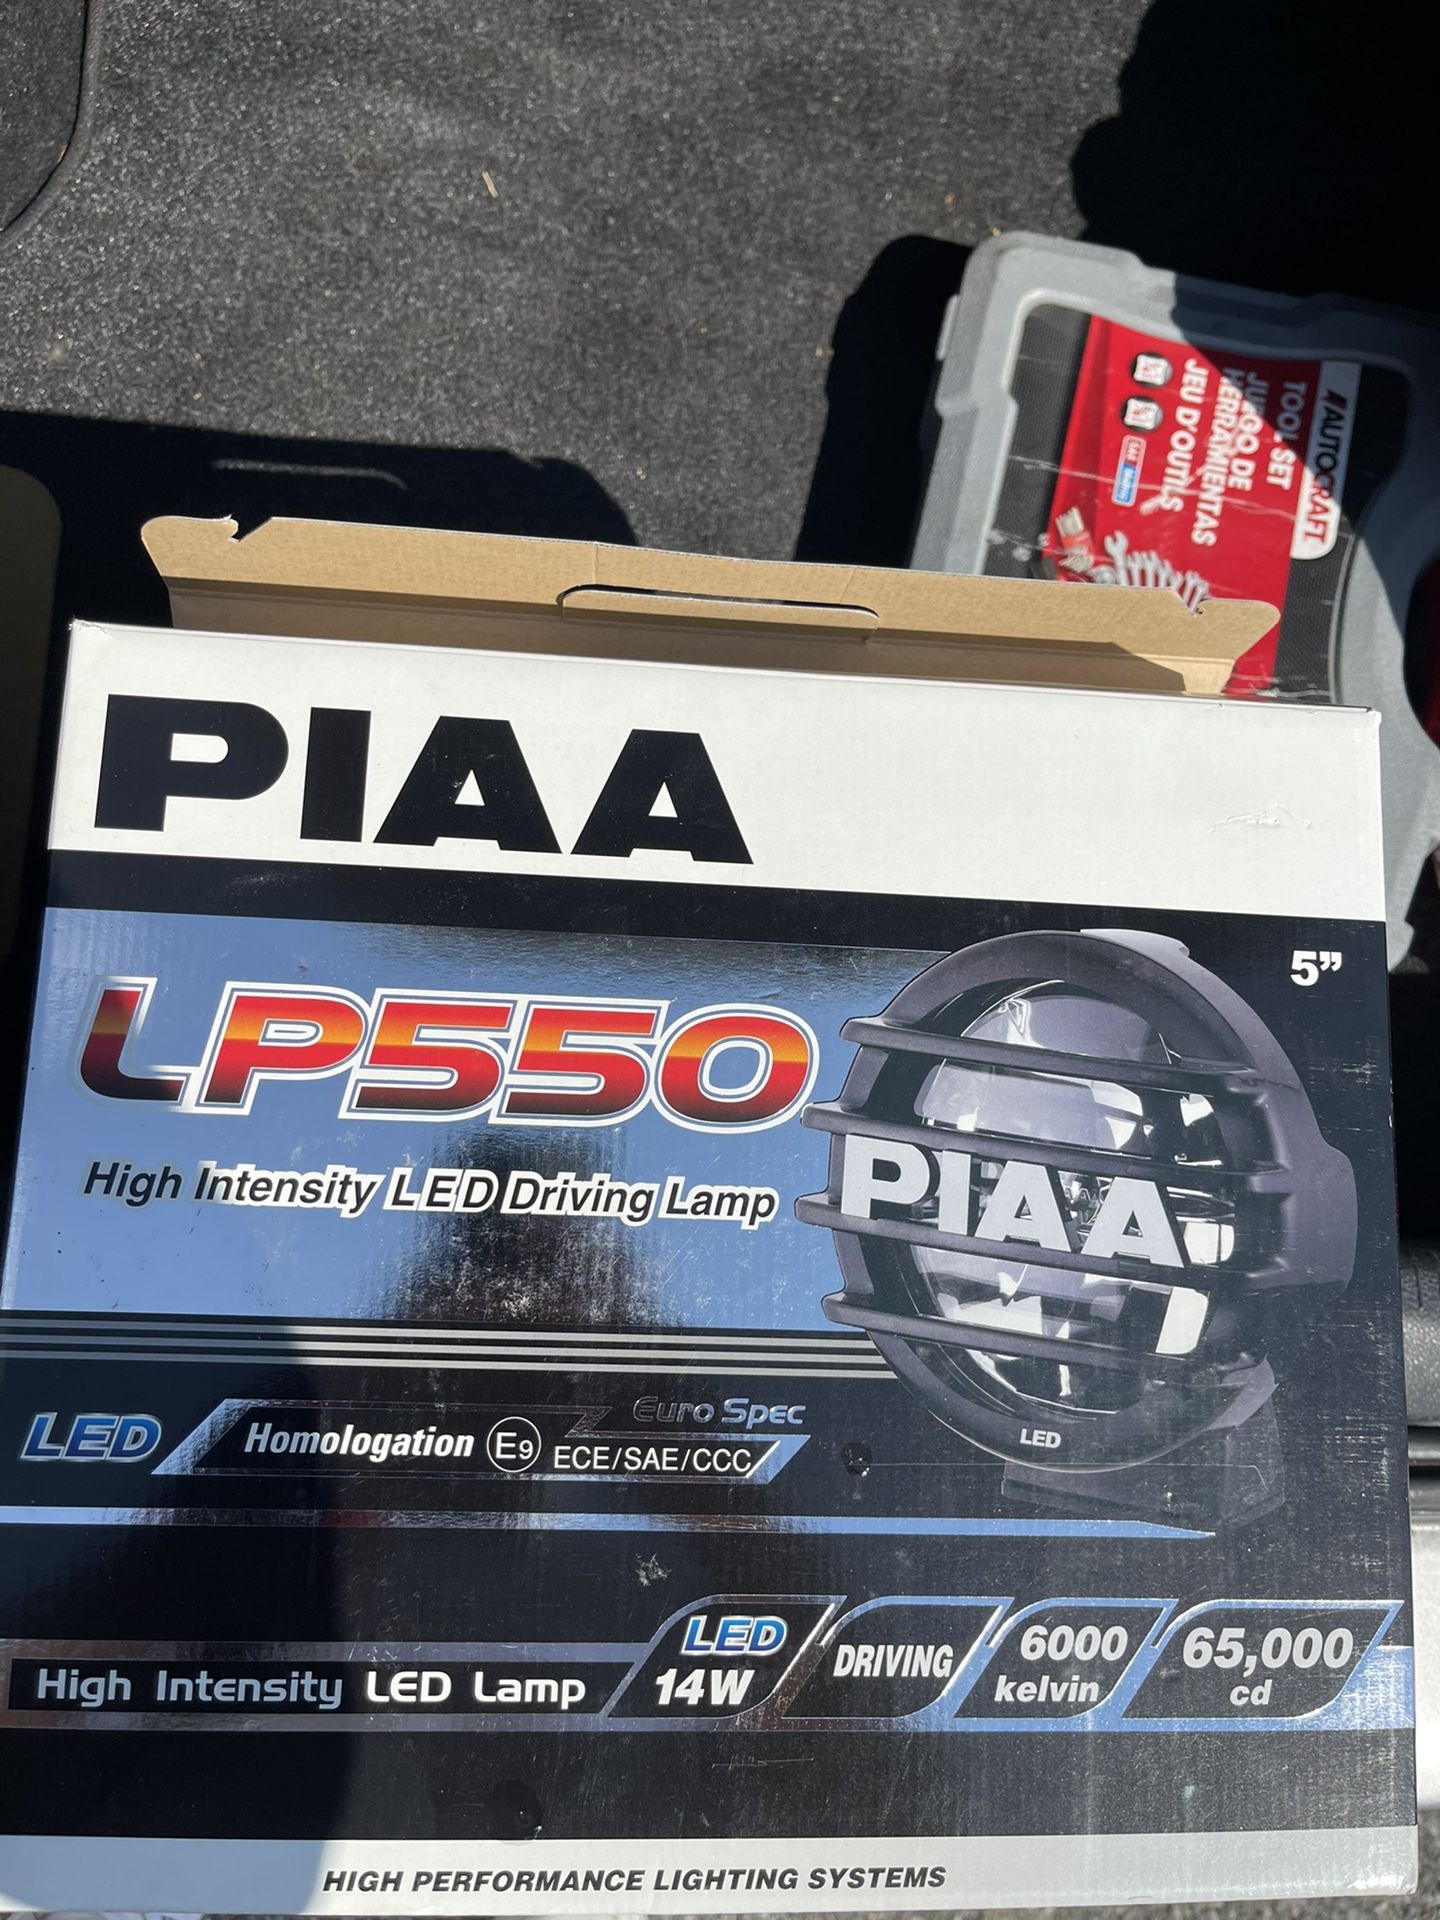 AUTOCRAFT
TOOL SET
JUEGO DE
HERRAMIENTAS
JEU D'OUTILS
PIAA
5”
LP550
High Intensity LED Driving Lamp
PIAA
LED
Euro Spec
LED Homologation E9 ECE/SAE/CCC
High Intensity LED Lamp
LED
14W
DRIVING
6000
kelvin
65,000
cd
HIGH PERFORMANCE LIGHTING SYSTEMS